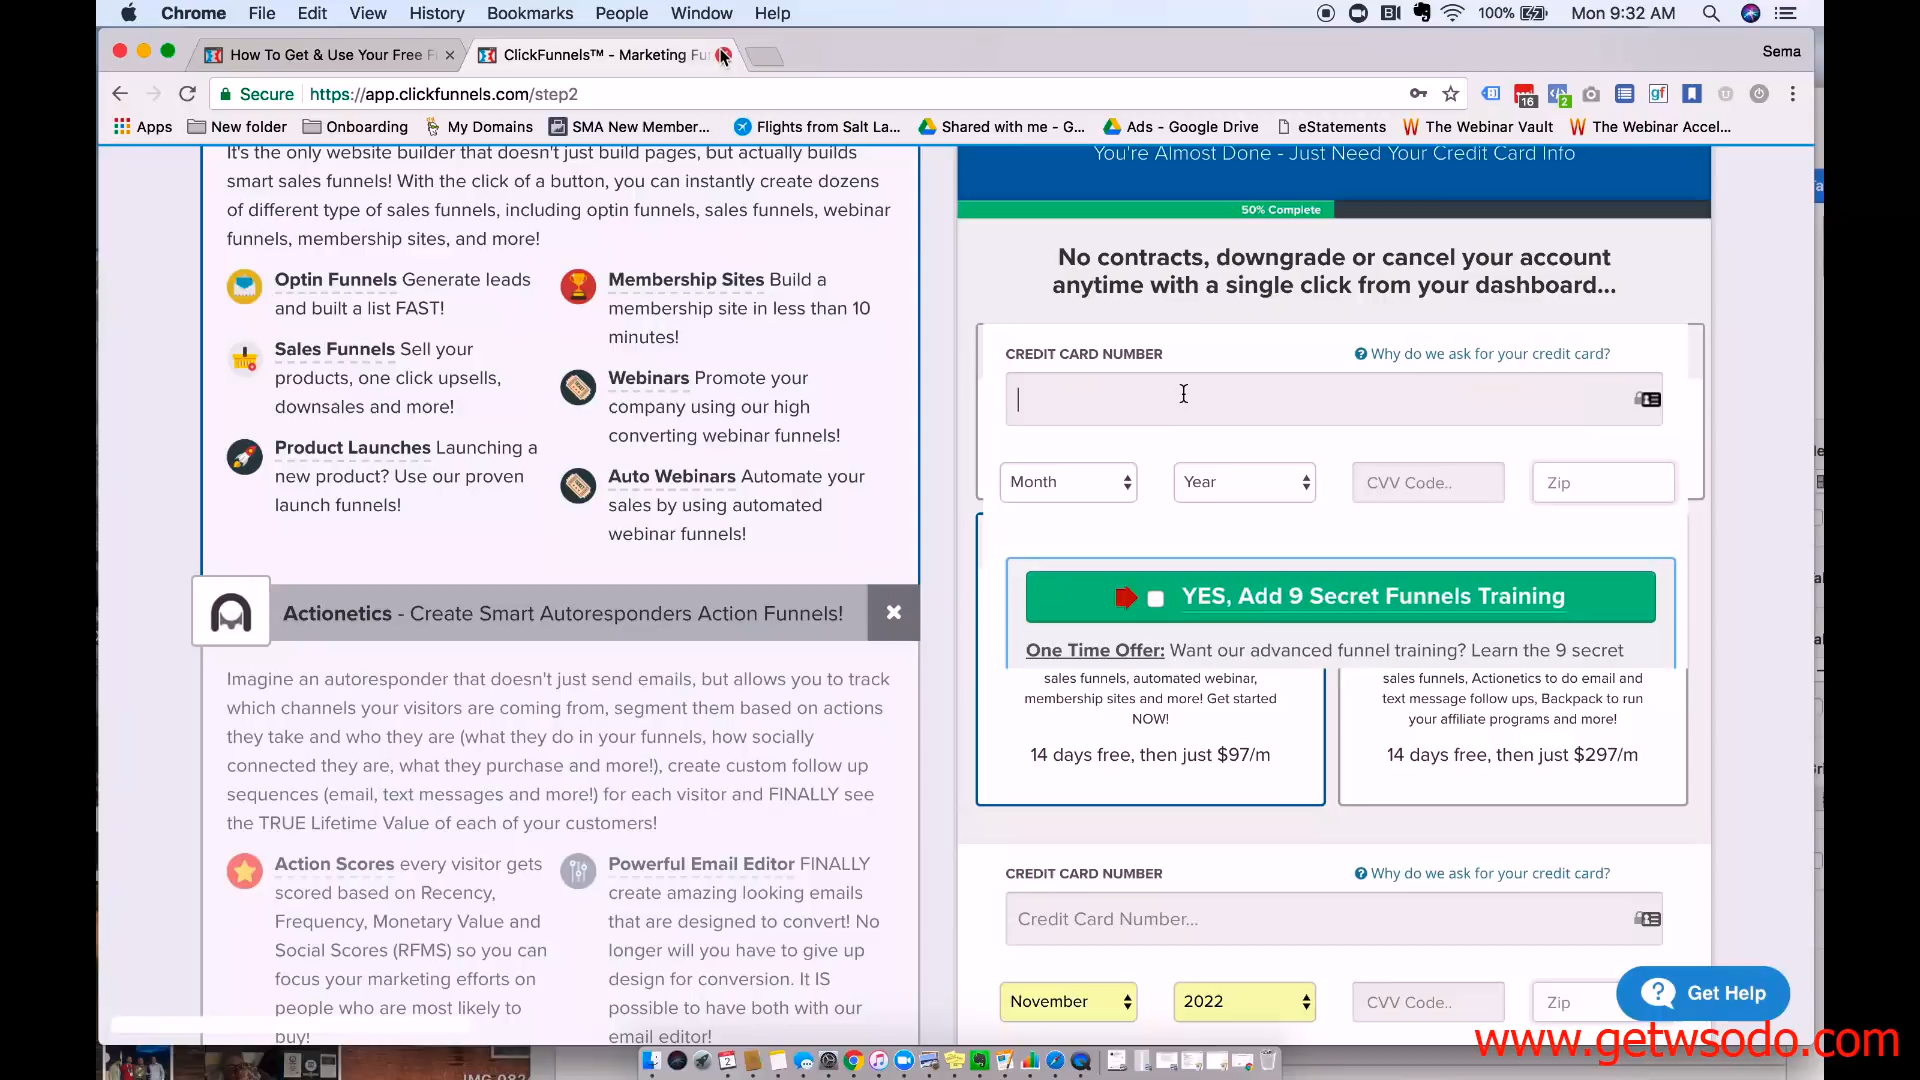 Chrome File Edit View History Bookmarks People Window Help 100% Mon 9:32 AM
How To Get & Use Your Free F ClickFunnels™ - Marketing Fu Sema
Secure https://app.clickfunnels.com/step2 16 2 gf
Apps New folder Onboarding My Domains SMA New Member... Flights from Salt La... Shared with me - G... Ads - Google Drive eStatements The Webinar Vault The Webinar Accel...
It's the only website builder that doesn't just build pages, but actually builds
smart sales funnels! With the click of a button, you can instantly create dozens
of different type of sales funnels, including optin funnels, sales funnels, webinar
funnels, membership sites, and more!
Optin Funnels Generate leads
and built a list FAST!
Sales Funnels Sell your
products, one click upsells,
downsales and more!
Product Launches Launching a
new product? Use our proven
launch funnels!
Membership Sites Build a
membership site in less than 10
minutes!
Webinars Promote your
company using our high
converting webinar funnels!
Auto Webinars Automate your
sales by using automated
webinar funnels!
Actionetics - Create Smart Autoresponders Action Funnels!
Imagine an autoresponder that doesn't just send emails, but allows you to track
which channels your visitors are coming from, segment them based on actions
they take and who they are (what they do in your funnels, how socially
connected they are, what they purchase and more!), create custom follow up
sequences (email, text messages and more!) for each visitor and FINALLY see
the TRUE Lifetime Value of each of your customers!
Action Scores every visitor gets
scored based on Recency,
Frequency, Monetary Value and
Social Scores (RFMS) so you can
focus your marketing efforts on
people who are most likely to
buy!
Powerful Email Editor FINALLY
create amazing looking emails
that are designed to convert! No
longer will you have to give up
design for conversion. It IS
possible to have both with our
email editor!
You're Almost Done - Just Need Your Credit Card Info
50% Complete
No contracts, downgrade or cancel your account
anytime with a single click from your dashboard...
CREDIT CARD NUMBER Why do we ask for your credit card?
Month Year CVV Code.. Zip
YES, Add 9 Secret Funnels Training
One Time Offer: Want our advanced funnel training? Learn the 9 secret
sales funnels, automated webinar,
membership sites and more! Get started
NOW!
14 days free, then just $97/m
sales funnels, Actionetics to do email and
text message follow ups, Backpack to run
your affiliate programs and more!
14 days free, then just $297/m
CREDIT CARD NUMBER Why do we ask for your credit card?
Credit Card Number...
November 2022 CVV Code.. Zip
Get Help
www.getwsodo.com